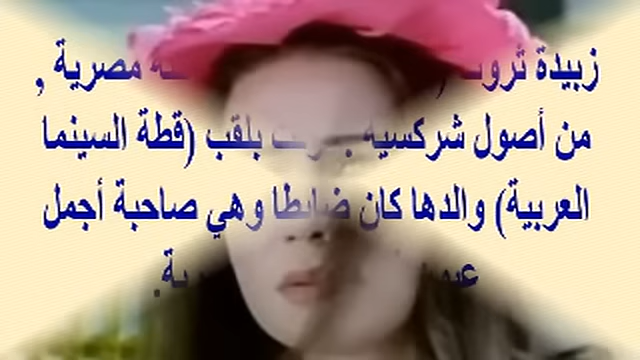 زبيدة ثروت مصرية ,
من أصول شركسية بلقب (قطة السينما
العربية) والدها كان ضابطا وهي صاحبة أجمل